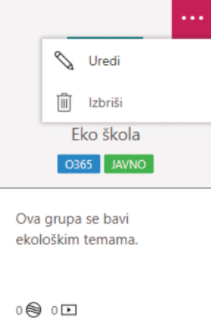 ...
Uredi
Izbriši
Eko škola
O365 JAVNO
Ova grupa se bavi
ekološkim temama.
0 0